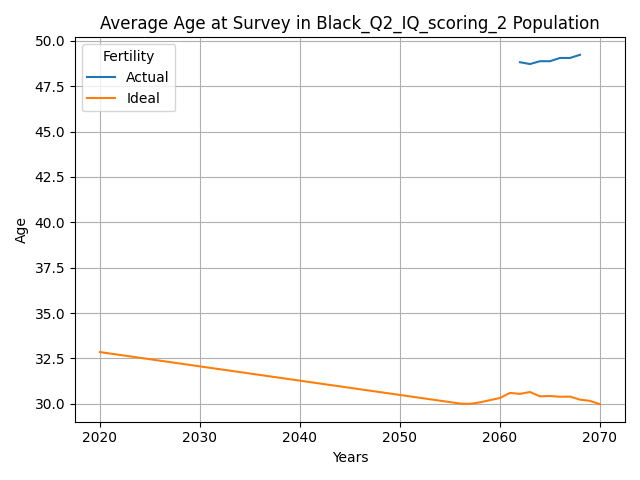 Average Age at Survey in Black_Q2_IQ_scoring_2 Population
50.0
47.5
45.0
42.5
40.0
37.5
35.0
32.5
30.0
Age
Fertility
Actual
Ideal
2020 2030 2040 2050 2060 2070
Years